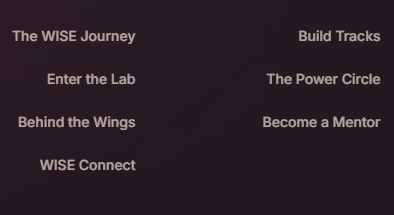 The WISE Journey
Enter the Lab
Behind the Wings
WISE Connect
Build Tracks
The Power Circle
Become a Mentor